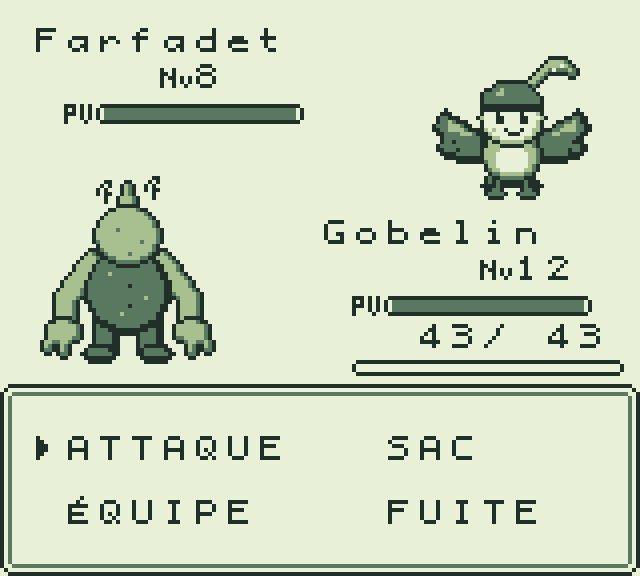 Farfadet
Nv8
PV
Gobelin
Nv12
PV
43/ 43
ATTAQUE SAC
ÉQUIPE FUITE